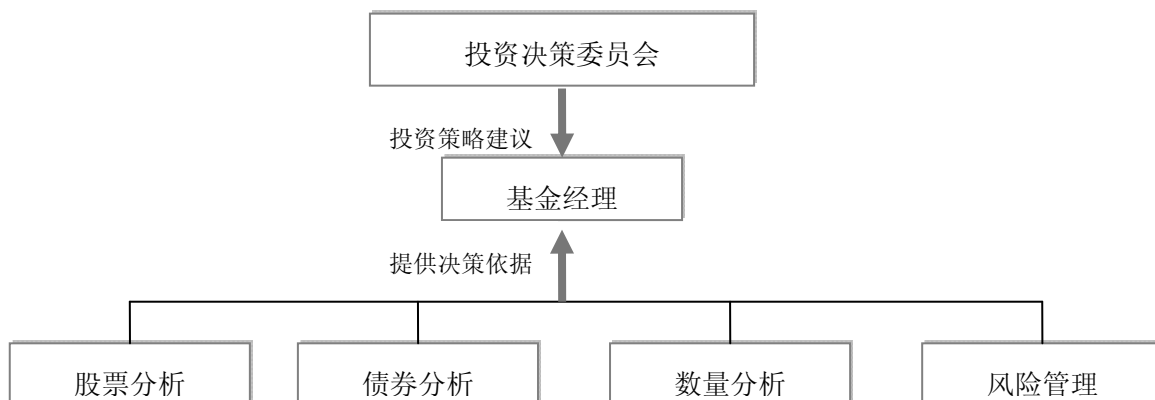 投资决策委员会
投资策略建议
基金经理
提供决策依据
股票分析
债券分析
数量分析
风险管理